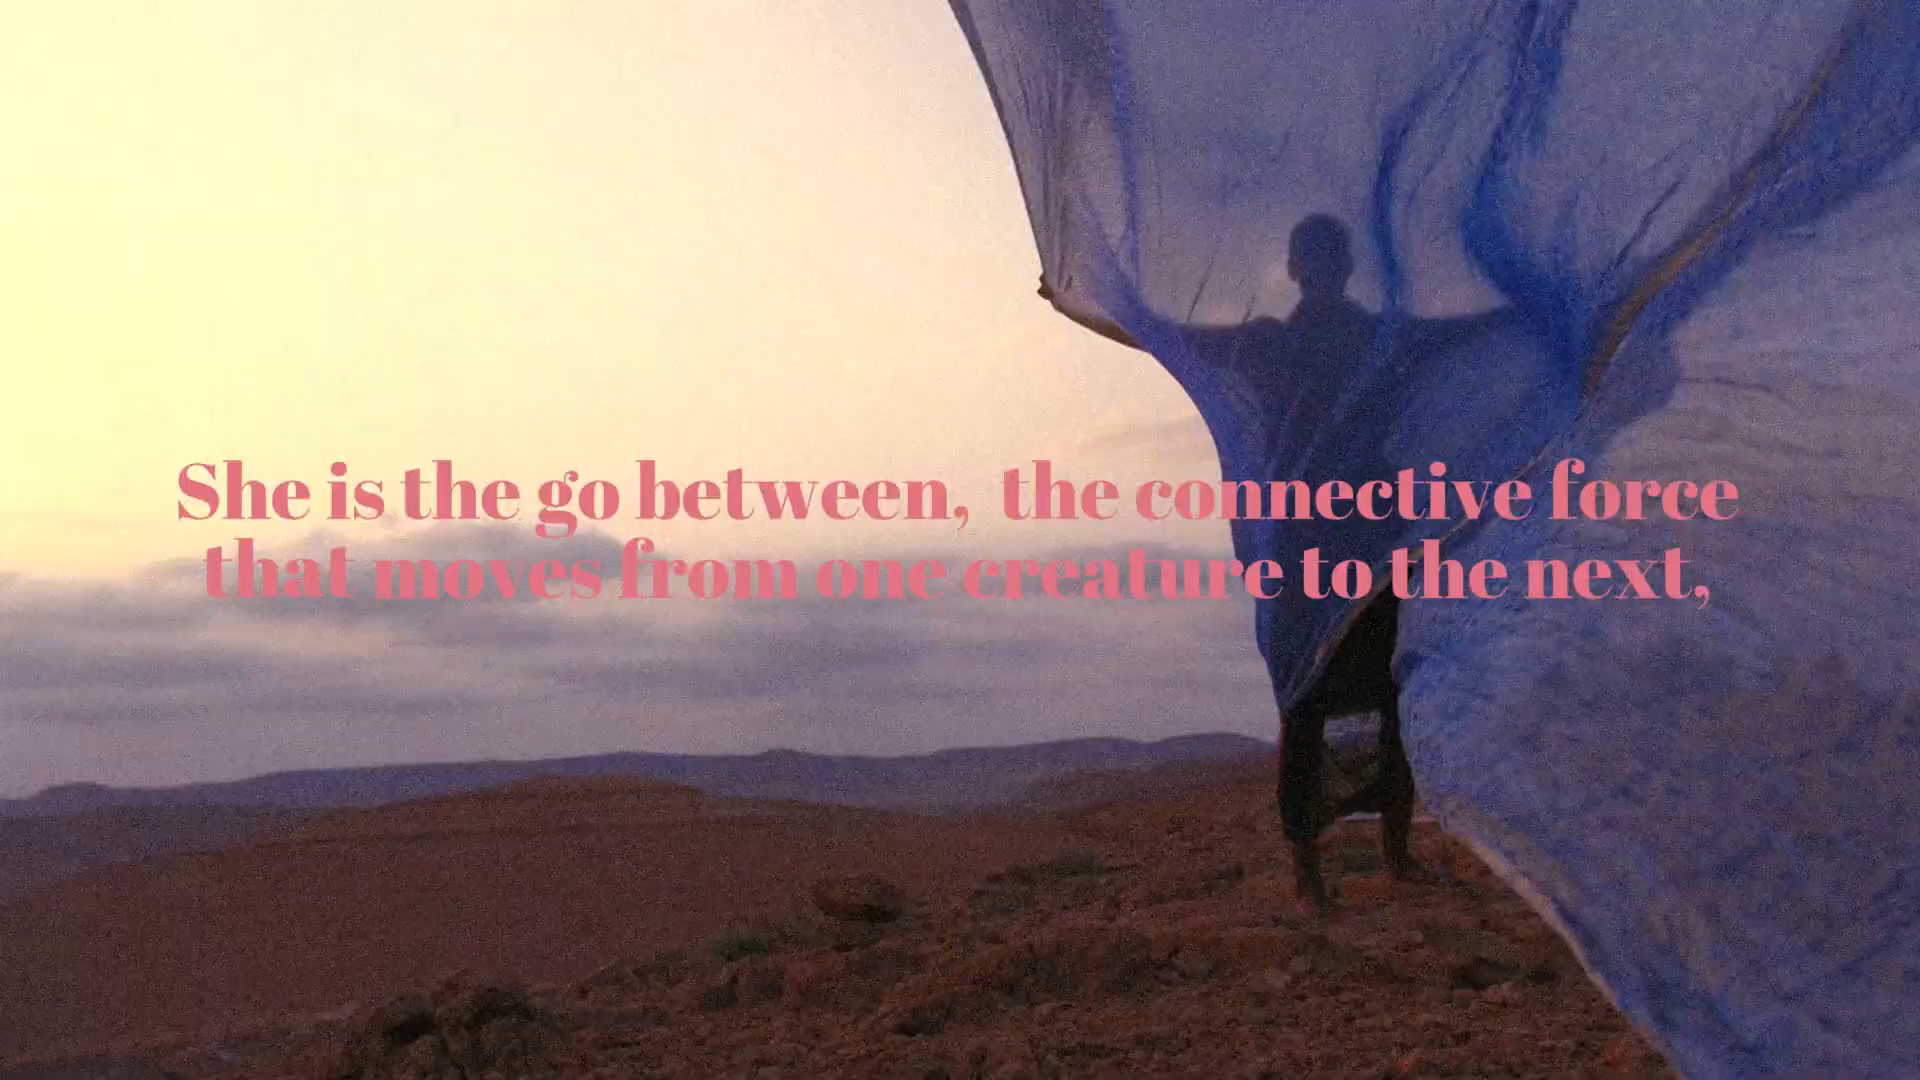 She is the go between, the connective force
that moves from one creature to the next,